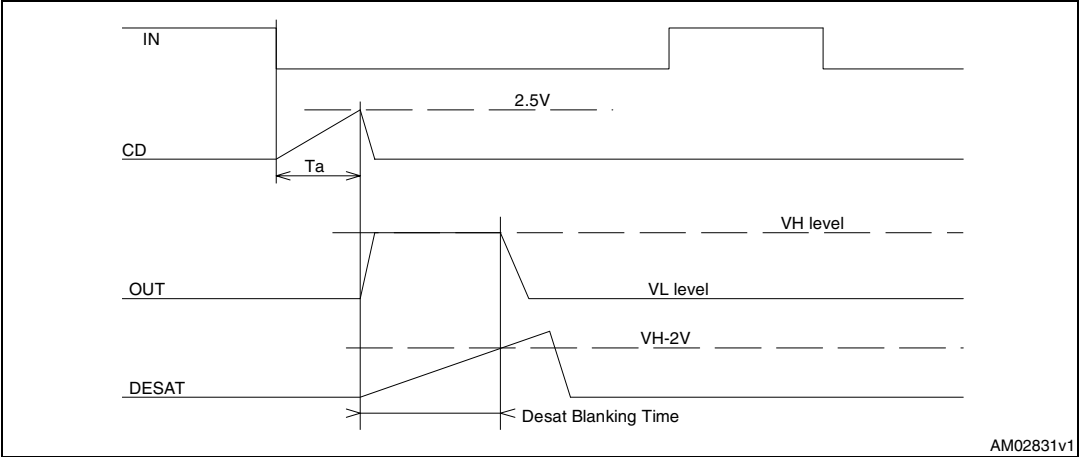 IN
2.5V
CD
Ta
VH level
OUT
VL level
VH-2V
DESAT
Desat Blanking Time
AM02831v1